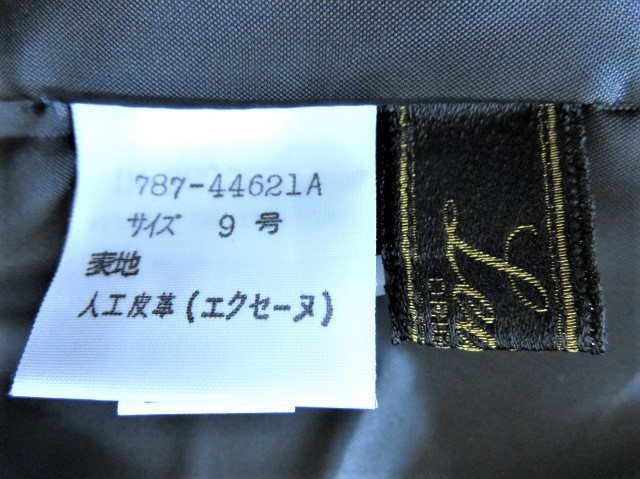 787-44621A
サイズ 9 号
表地
人工皮革(エクセーヌ)